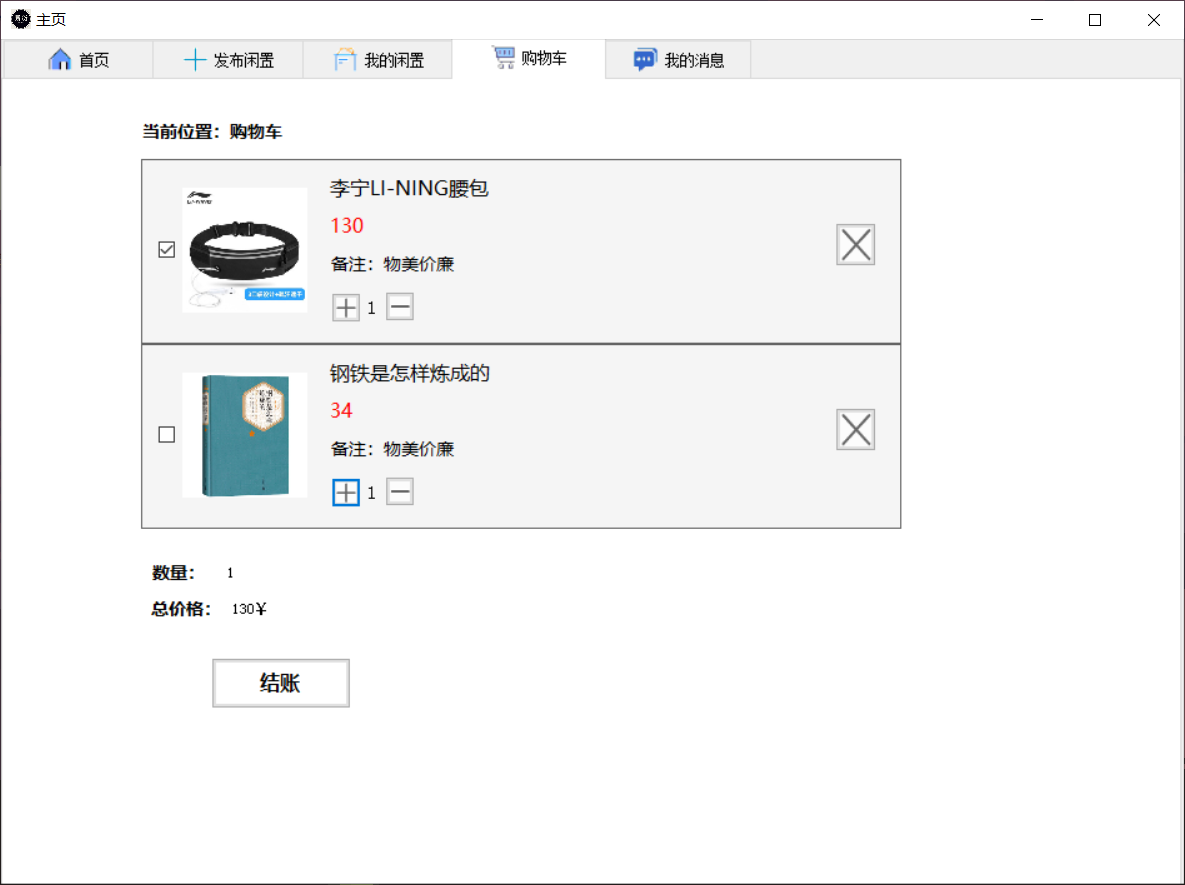 主页
首页
发布闲置
我的闲置
购物车
我的消息
当前位置：购物车
李宁LI-NING腰包
130
备注：物美价廉
1
钢铁是怎样炼成的
34
备注：物美价廉
1
数量： 1
总价格： 130¥
结账